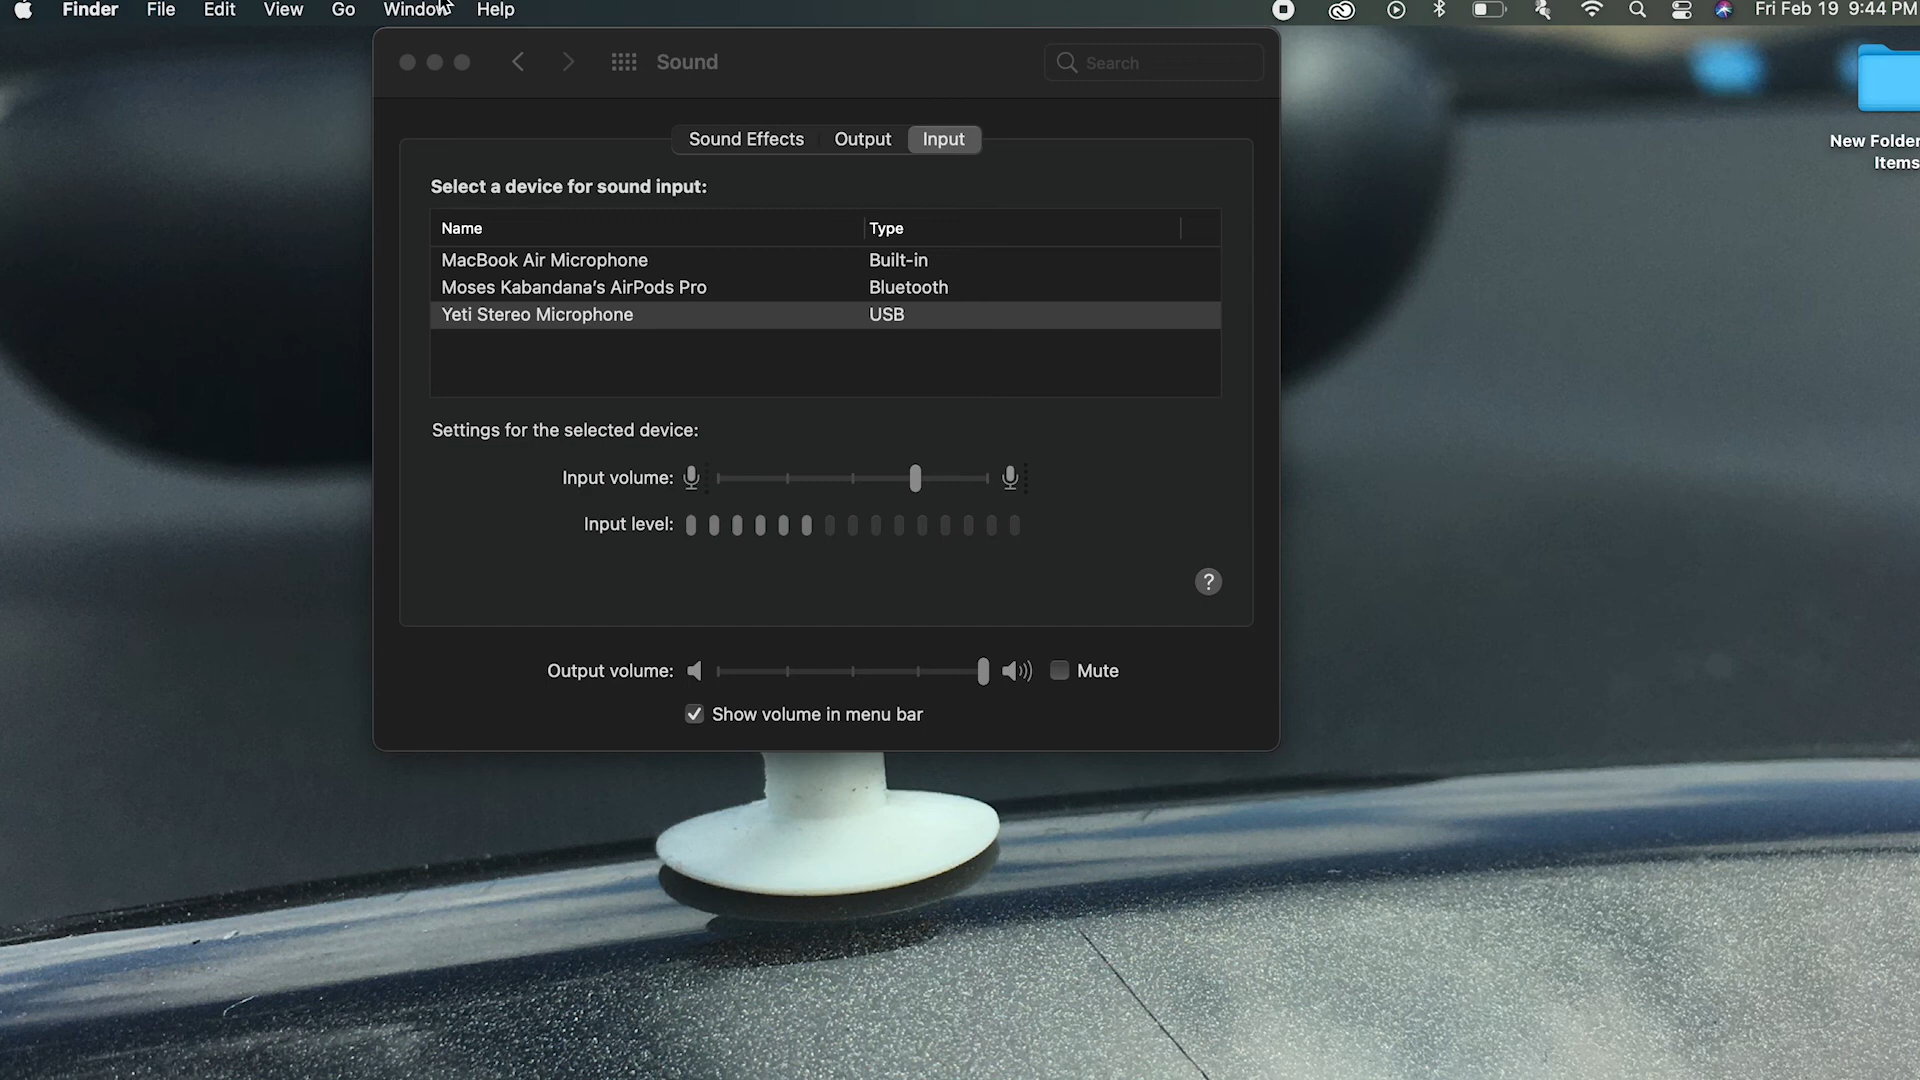 Finder File Edit View Go Window Help Fri Feb 19 9:44 PM
Sound
Search
New Folder
Items
Sound Effects Output Input
Select a device for sound input:
Name Type
MacBook Air Microphone Built-in
Moses Kabandana’s AirPods Pro Bluetooth
Yeti Stereo Microphone USB
Settings for the selected device:
Input volume:
Input level:
?
Output volume: Mute
Show volume in menu bar